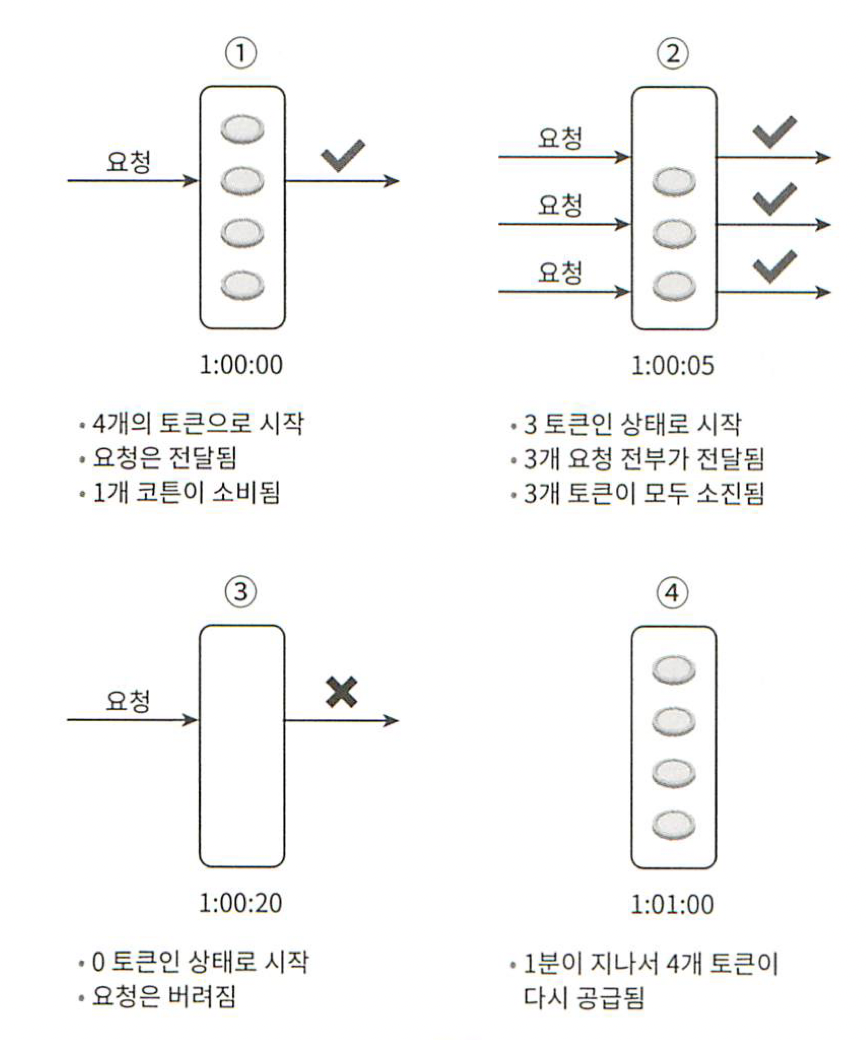 ①
요청
1:00:00
• 4개의 토큰으로 시작
• 요청은 전달됨
• 1개 코튼이 소비됨
②
요청
요청
요청
1:00:05
• 3 토큰인 상태로 시작
• 3개 요청 전부가 전달됨
• 3개 토큰이 모두 소진됨
③
요청
1:00:20
• 0 토큰인 상태로 시작
• 요청은 버려짐
④
1:01:00
• 1분이 지나서 4개 토큰이
다시 공급됨